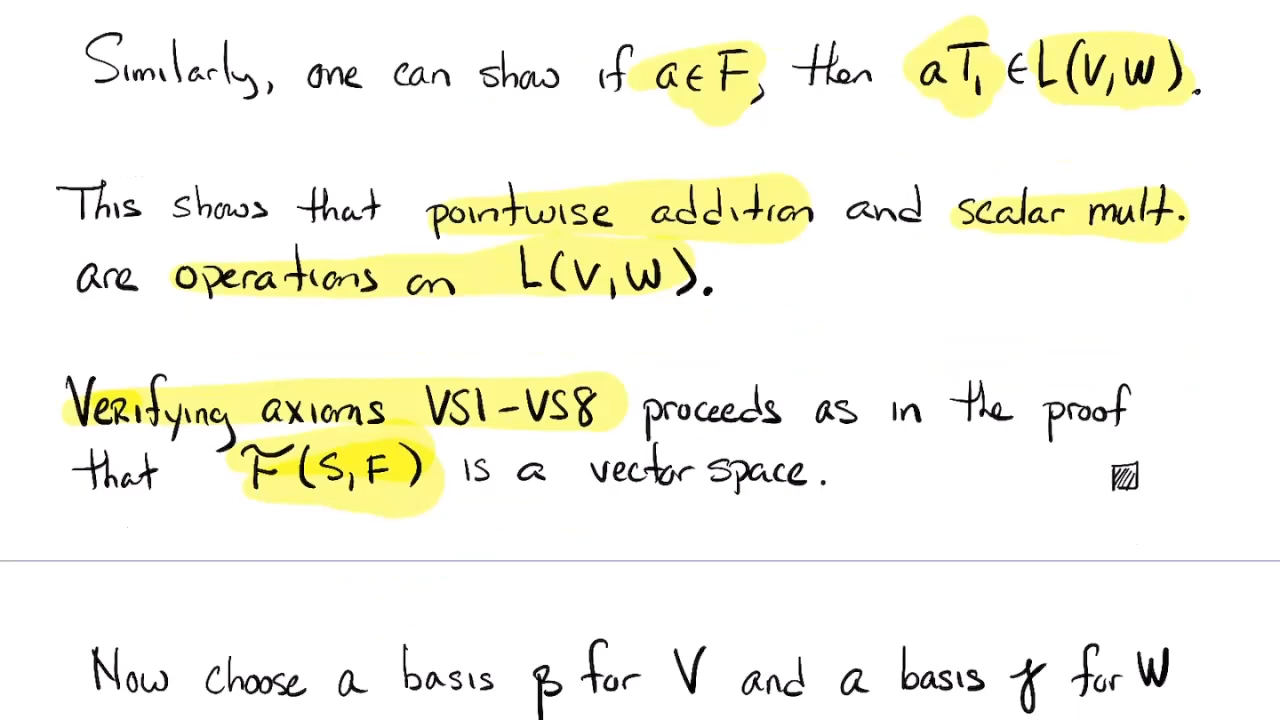 Similarly, one can show if a ∈ F, then aT₁ ∈ L(V,W).
This shows that pointwise addition and scalar mult.
are operations on L(V,W).
Verifying axioms VS1-VS8 proceeds as in the proof
that F(S,F) is a vector space.
Now choose a basis β for V and a basis γ for W